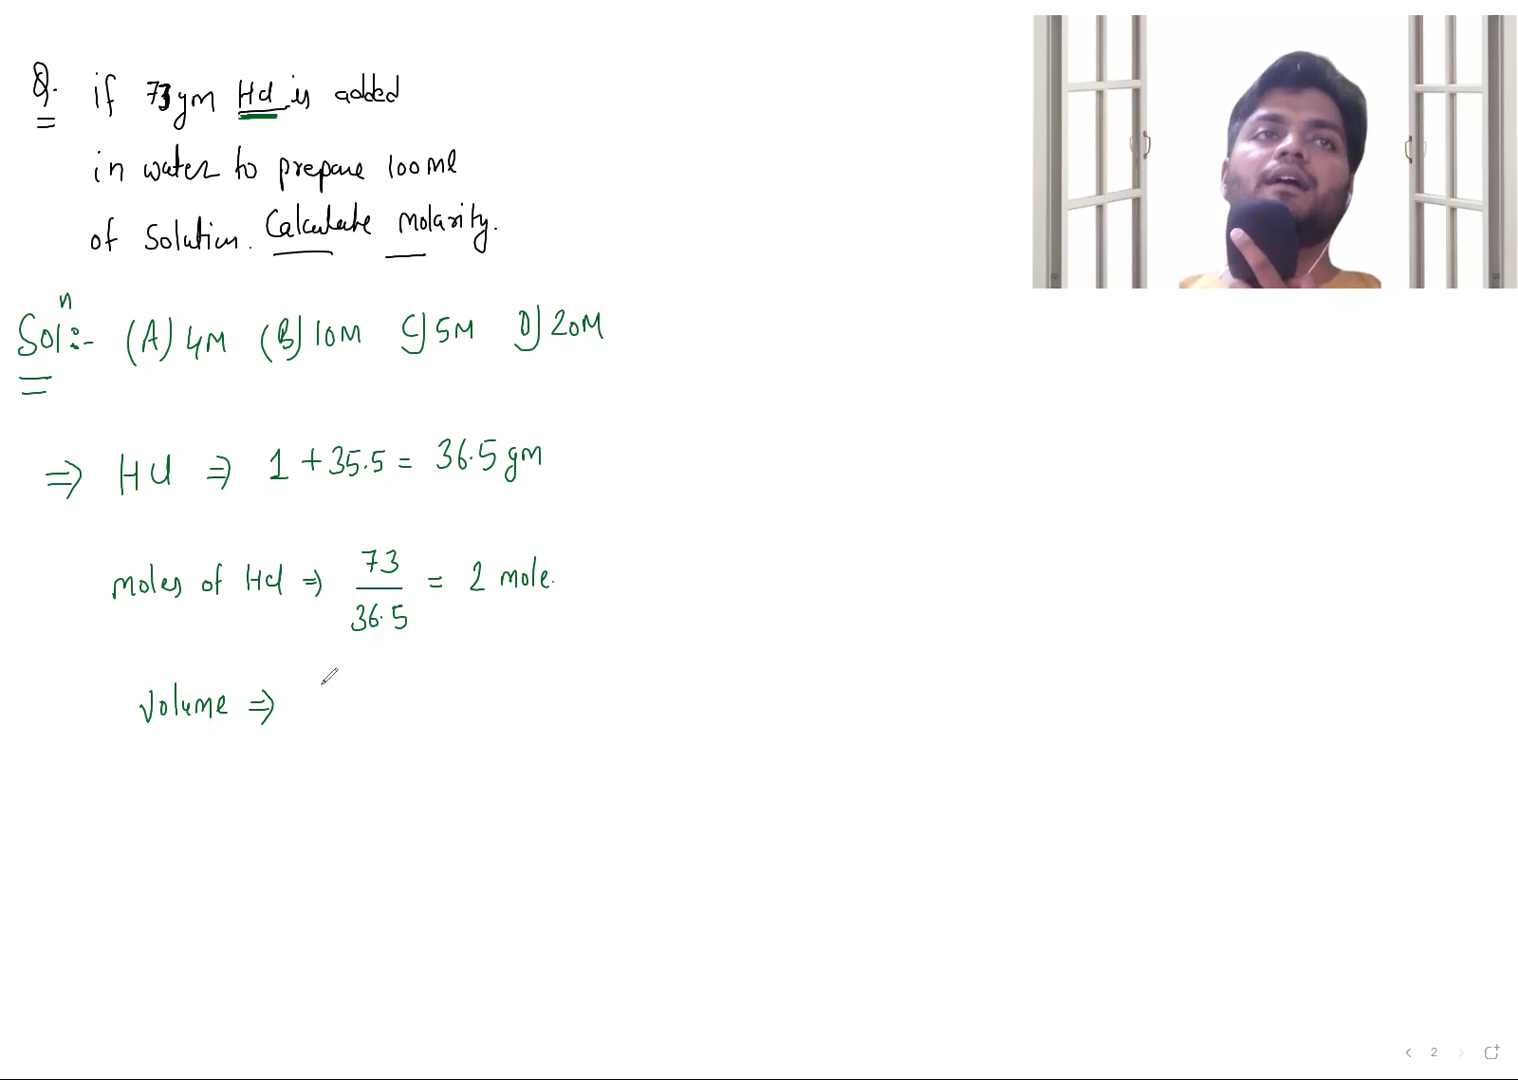 Q. if 73gm HCl is added
in water to prepare 100ml
of Solution. Calculate Molarity.
Solⁿ:- (A) 4M (B) 10M C) 5M D) 20M
⇒ HCl ⇒ 1 + 35.5 = 36.5 gm
moles of HCl ⇒ 73/36.5 = 2 mole.
Volume ⇒
2